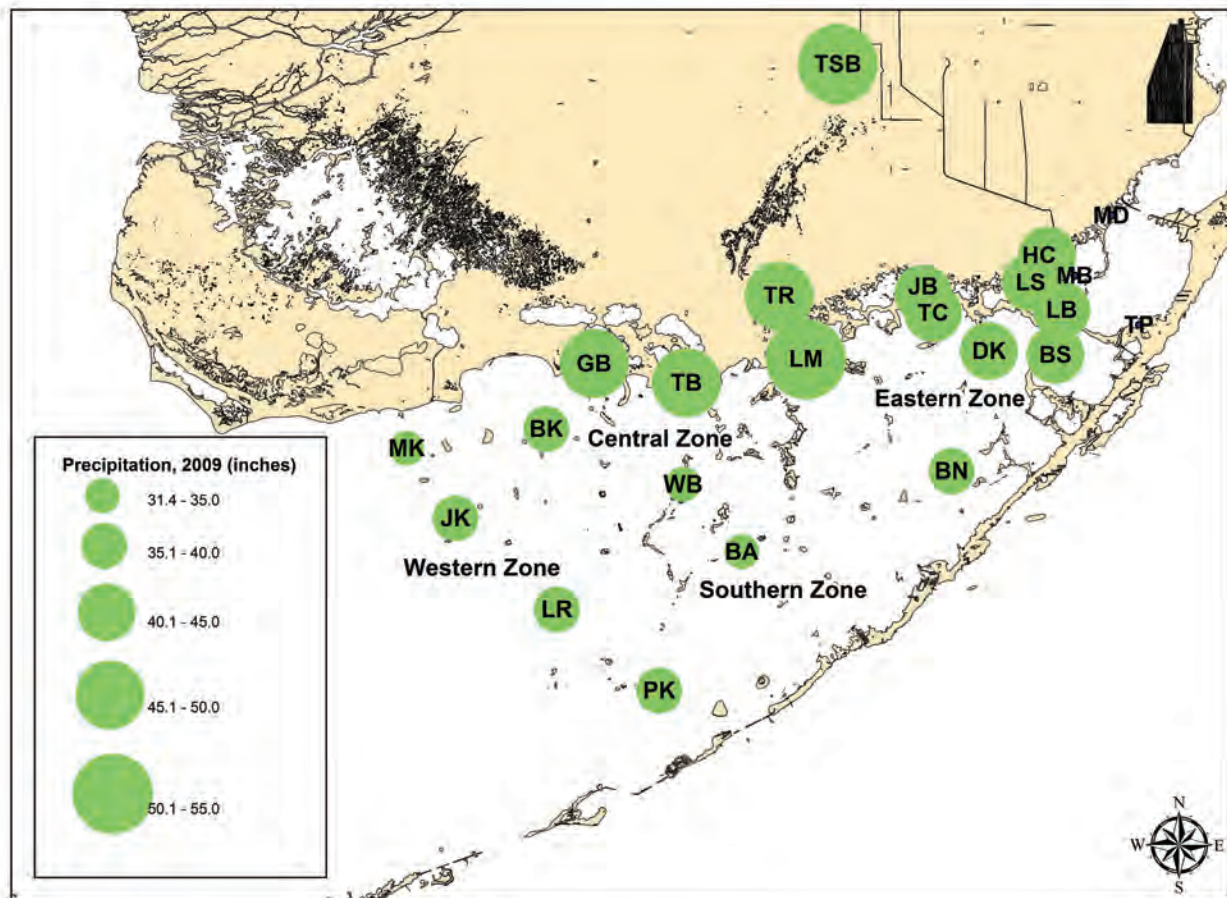 TSB
MD
HC
LS
MB
JB
TR
TC
LB
TP
GB
TB
LM
DK
BS
Eastern Zone
BK
Central Zone
MK
WB
BN
JK
BA
Western Zone
Southern Zone
LR
PK
Precipitation, 2009 (inches)
31.4 - 35.0
35.1 - 40.0
40.1 - 45.0
45.1 - 50.0
50.1 - 55.0
N
W
E
S